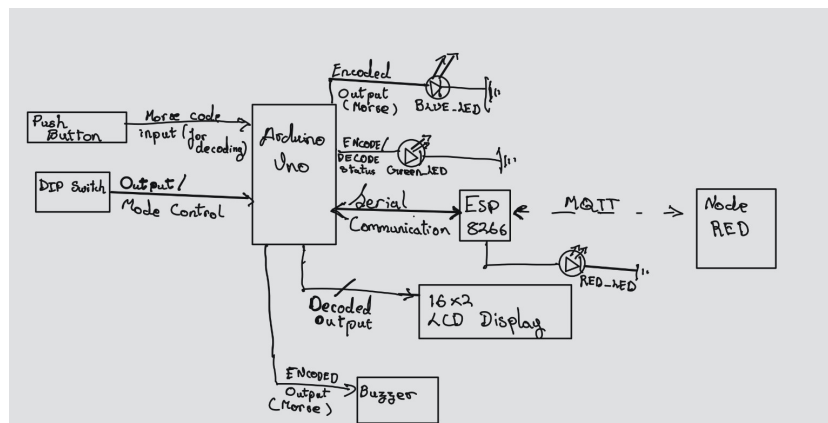 Encoded
Output
(Morse)
BLUE_LED
Push
Button
Morse code
input (for
decoding)
Arduino
Uno
ENCODE/
DECODE
Status
Green_LED
DIP Switch
Output/
Mode Control
Serial
Communication
ESP
8266
MQTT
Node
RED
RED_LED
Decoded
Output
16x2
LCD Display
ENCODED
Output
(Morse)
Buzzer